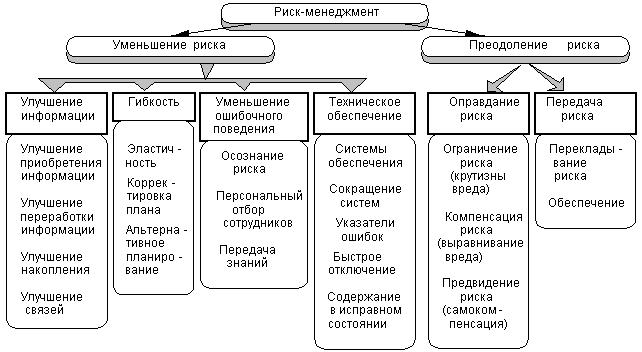 Риск-менеджмент
Уменьшение риска
Преодоление риска
Улучшение
информации
Улучшение
приобретения
информации
Улучшение
переработки
информации
Улучшение
накопления
Улучшение
связей
Гибкость
Эластич -
ность
Коррек -
тировка
плана
Альтерна -
тивное
планиро -
вание
Уменьшение
ошибочного
поведения
Осознание
риска
Персональный
отбор
сотрудников
Передача
знаний
Техническое
обеспечение
Системы
обеспечения
Сокращение
систем
Указатели
ошибок
Быстрое
отключение
Содержание
в исправном
состоянии
Оправдание
риска
Ограничение
риска
(крутизны
вреда)
Компенсация
риска
(выравнивание
вреда)
Предвидение
риска
(самоком -
пенсация)
Передача
риска
Переклады -
вание
риска
Обеспечение